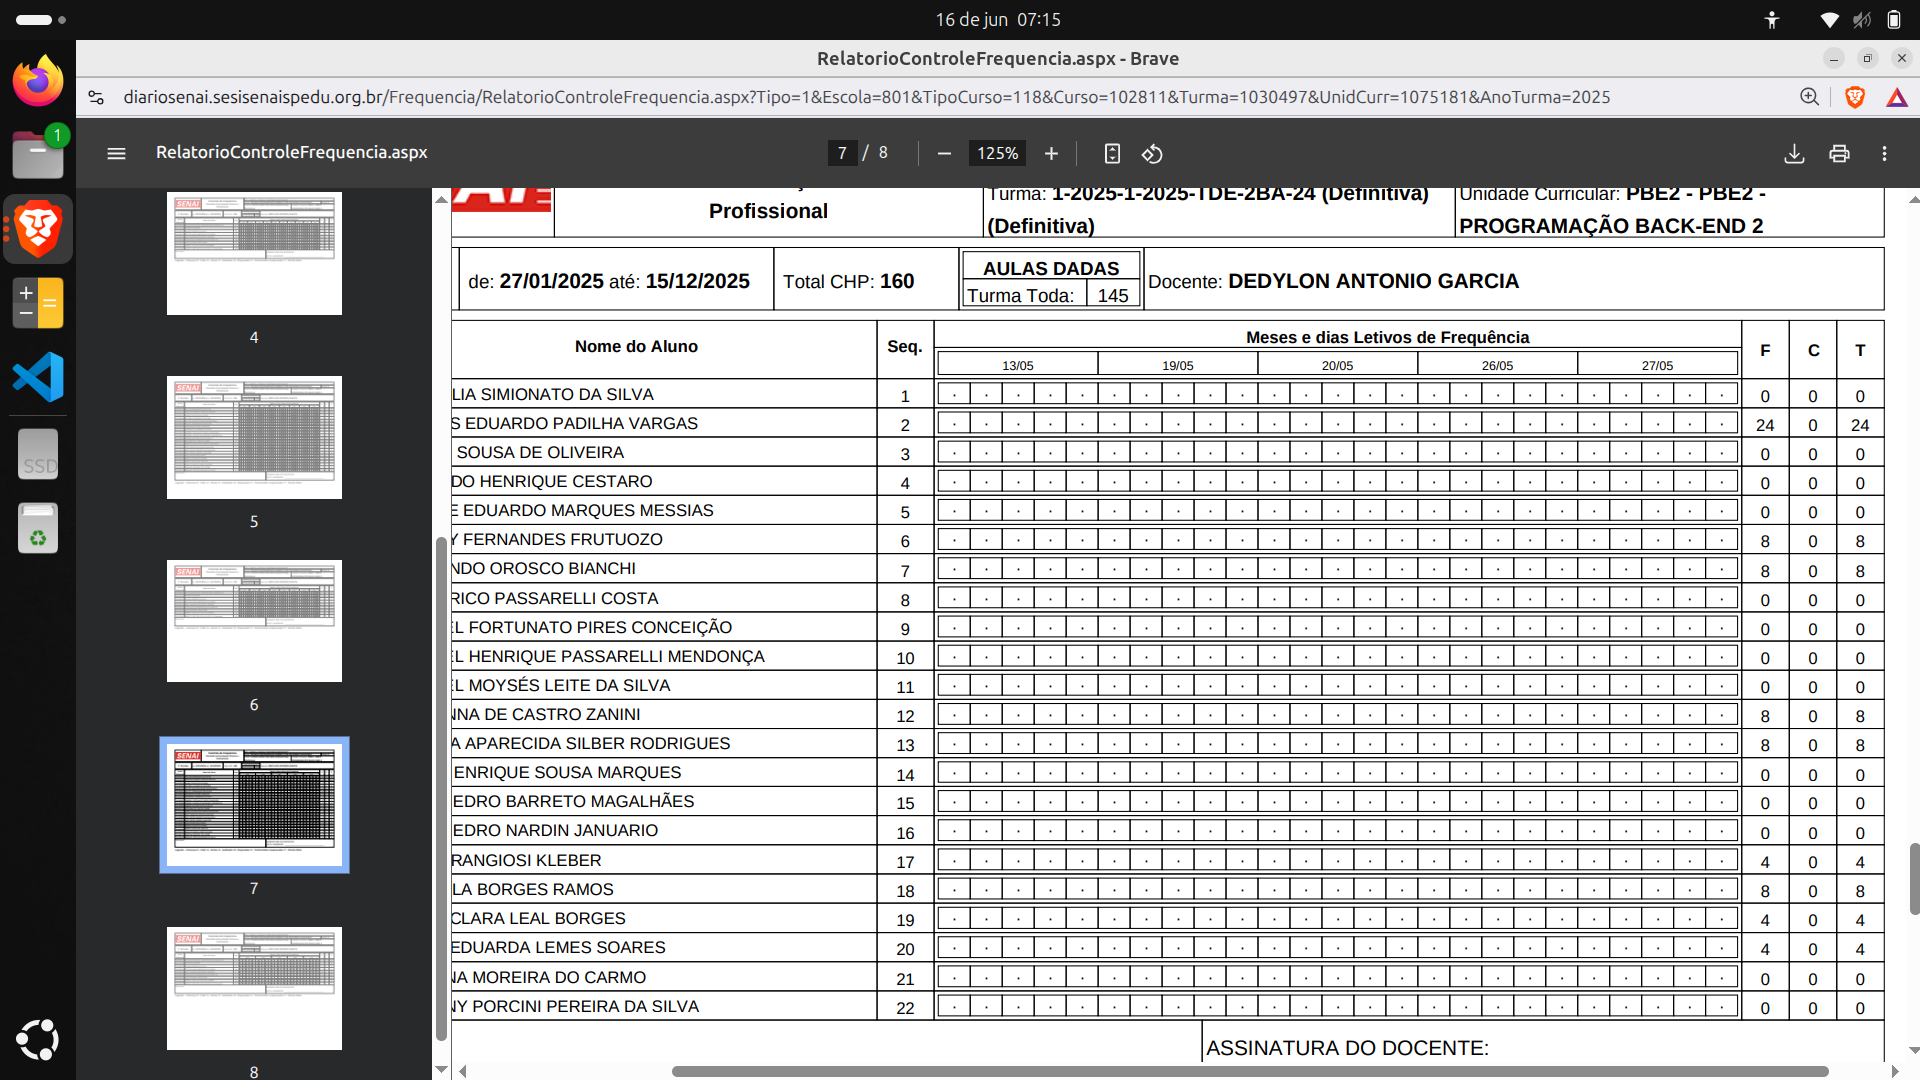 16 de jun 07:15
RelatorioControleFrequencia.aspx - Brave
diariosenai.sesisenaispedu.org.br/Frequencia/RelatorioControleFrequencia.aspx?Tipo=1&Escola=801&TipoCurso=118&Curso=102811&Turma=1030497&UnidCurr=1075181&AnoTurma=2025
RelatorioControleFrequencia.aspx
7 / 8
125%
1
SSD
4
5
6
7
8
Profissional
Turma: 1-2025-1-2025-TDE-2BA-24 (Definitiva)
(Definitiva)
Unidade Curricular: PBE2 - PBE2 -
PROGRAMAÇÃO BACK-END 2
de: 27/01/2025 até: 15/12/2025
Total CHP: 160
AULAS DADAS
Turma Toda: 145
Docente: DEDYLON ANTONIO GARCIA
Nome do Aluno Seq. Meses e dias Letivos de Frequência F C T
13/05 19/05 20/05 26/05 27/05
LIA SIMIONATO DA SILVA 1 0 0 0
S EDUARDO PADILHA VARGAS 2 24 0 24
SOUSA DE OLIVEIRA 3 0 0 0
DO HENRIQUE CESTARO 4 0 0 0
E EDUARDO MARQUES MESSIAS 5 0 0 0
Y FERNANDES FRUTUOZO 6 8 0 8
NDO OROSCO BIANCHI 7 8 0 8
RICO PASSARELLI COSTA 8 0 0 0
EL FORTUNATO PIRES CONCEIÇÃO 9 0 0 0
EL HENRIQUE PASSARELLI MENDONÇA 10 0 0 0
EL MOYSÉS LEITE DA SILVA 11 0 0 0
NNA DE CASTRO ZANINI 12 8 0 8
A APARECIDA SILBER RODRIGUES 13 8 0 8
ENRIQUE SOUSA MARQUES 14 0 0 0
EDRO BARRETO MAGALHÃES 15 0 0 0
EDRO NARDIN JANUARIO 16 0 0 0
RANGIOSI KLEBER 17 4 0 4
LA BORGES RAMOS 18 8 0 8
CLARA LEAL BORGES 19 4 0 4
EDUARDA LEMES SOARES 20 4 0 4
NA MOREIRA DO CARMO 21 0 0 0
NY PORCINI PEREIRA DA SILVA 22 0 0 0
ASSINATURA DO DOCENTE: